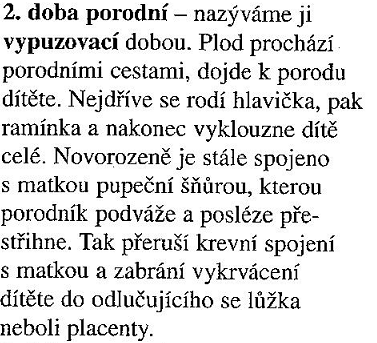 2. doba porodní – nazýváme ji
vypuzovací dobou. Plod prochází
porodními cestami, dojde k porodu
dítěte. Nejdříve se rodí hlavička, pak
ramínka a nakonec vyklouzne dítě
celé. Novorozeně je stále spojeno
s matkou pupeční šňůrou, kterou
porodník podváže a posléze pře-
střihne. Tak přeruší krevní spojení
s matkou a zabrání vykrvácení
dítěte do odlučujícího se lůžka
neboli placenty.